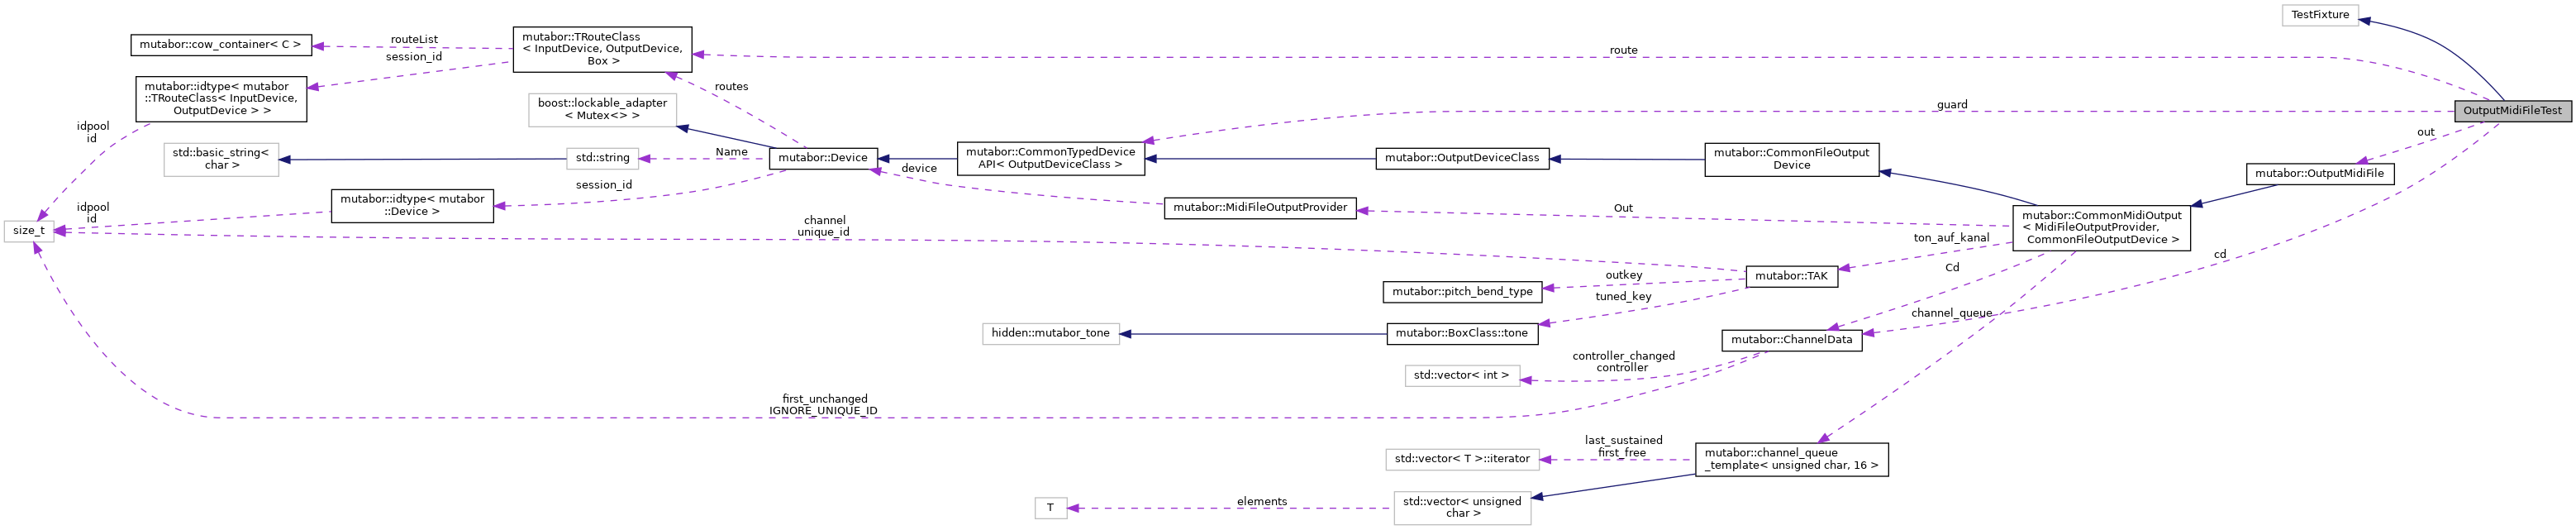 TestFixture
mutabor::TRouteClass
< InputDevice, OutputDevice,
Box >
routeList
mutabor::cow_container< C >
route
session_id
mutabor::idtype< mutabor
::TRouteClass< InputDevice,
OutputDevice > >
routes
boost::lockable_adapter
< Mutex<> >
guard
OutputMidiFileTest
idpool
id
out
std::basic_string<
char >
std::string
Name
mutabor::Device
mutabor::CommonTypedDevice
API< OutputDeviceClass >
mutabor::OutputDeviceClass
mutabor::CommonFileOutput
Device
device
mutabor::OutputMidiFile
session_id
mutabor::idtype< mutabor
::Device >
idpool
id
size_t
channel
unique_id
mutabor::MidiFileOutputProvider
Out
mutabor::CommonMidiOutput
< MidiFileOutputProvider,
CommonFileOutputDevice >
ton_auf_kanal
cd
Cd
mutabor::TAK
outkey
mutabor::pitch_bend_type
tuned_key
channel_queue
hidden::mutabor_tone
mutabor::BoxClass::tone
mutabor::ChannelData
controller_changed
controller
std::vector< int >
first_unchanged
IGNORE_UNIQUE_ID
last_sustained
first_free
std::vector< T >::iterator
mutabor::channel_queue
_template< unsigned char, 16 >
T
elements
std::vector< unsigned
char >